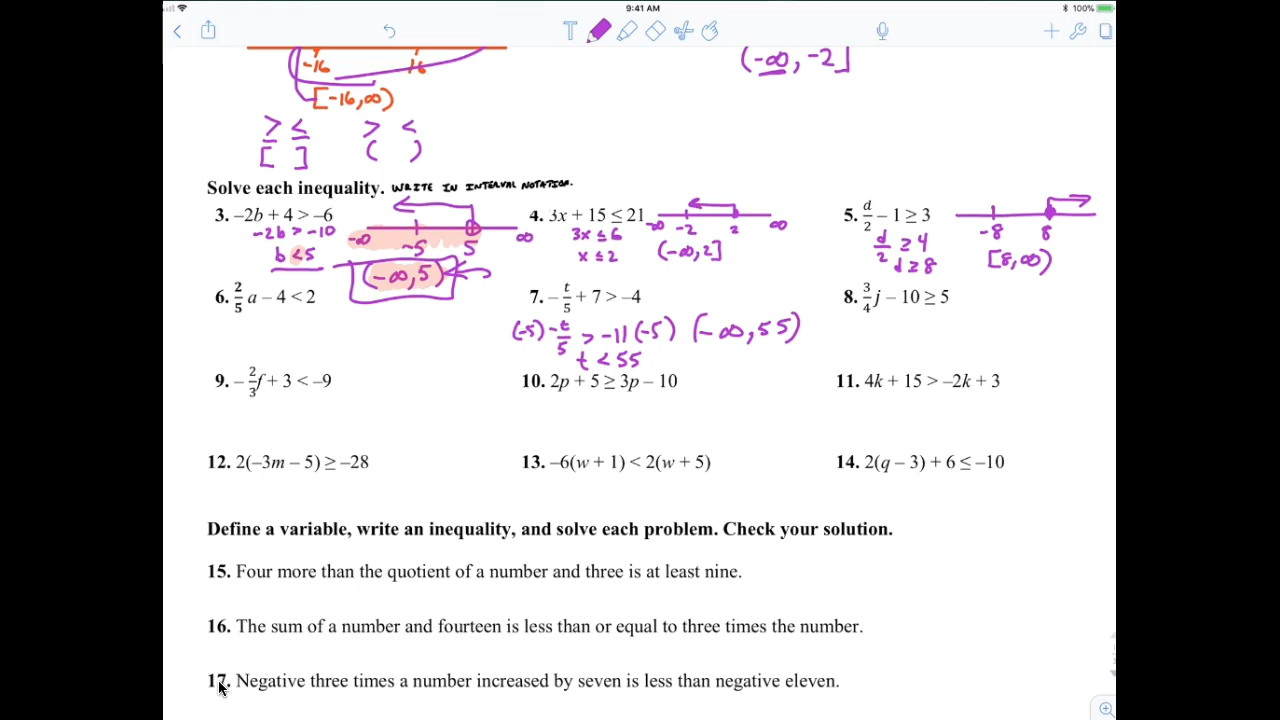 9:41 AM
100%
T
-16 16
[-16, ∞)
(-∞, -2]
≥ ≤ > <
[ ] ( )
Solve each inequality. WRITE IN INTERVAL NOTATION.
3. –2b + 4 > –6
-2b > -10
b < 5
-∞ -5 5 ∞
(-∞, 5)
4. 3x + 15 ≤ 21
3x ≤ 6
x ≤ 2
-∞ -2 2 ∞
(-∞, 2]
5. d/2 – 1 ≥ 3
d/2 ≥ 4
d ≥ 8
-8 8
[8, ∞)
6. 2/5 a – 4 < 2
7. – t/5 + 7 > –4
(-5) -t/5 > -11 (-5) (-∞, 55)
t < 55
8. 3/4 j – 10 ≥ 5
9. – 2/3 f + 3 < –9
10. 2p + 5 ≥ 3p – 10
11. 4k + 15 > –2k + 3
12. 2(–3m – 5) ≥ –28
13. –6(w + 1) < 2(w + 5)
14. 2(q – 3) + 6 ≤ –10
Define a variable, write an inequality, and solve each problem. Check your solution.
15. Four more than the quotient of a number and three is at least nine.
16. The sum of a number and fourteen is less than or equal to three times the number.
17. Negative three times a number increased by seven is less than negative eleven.